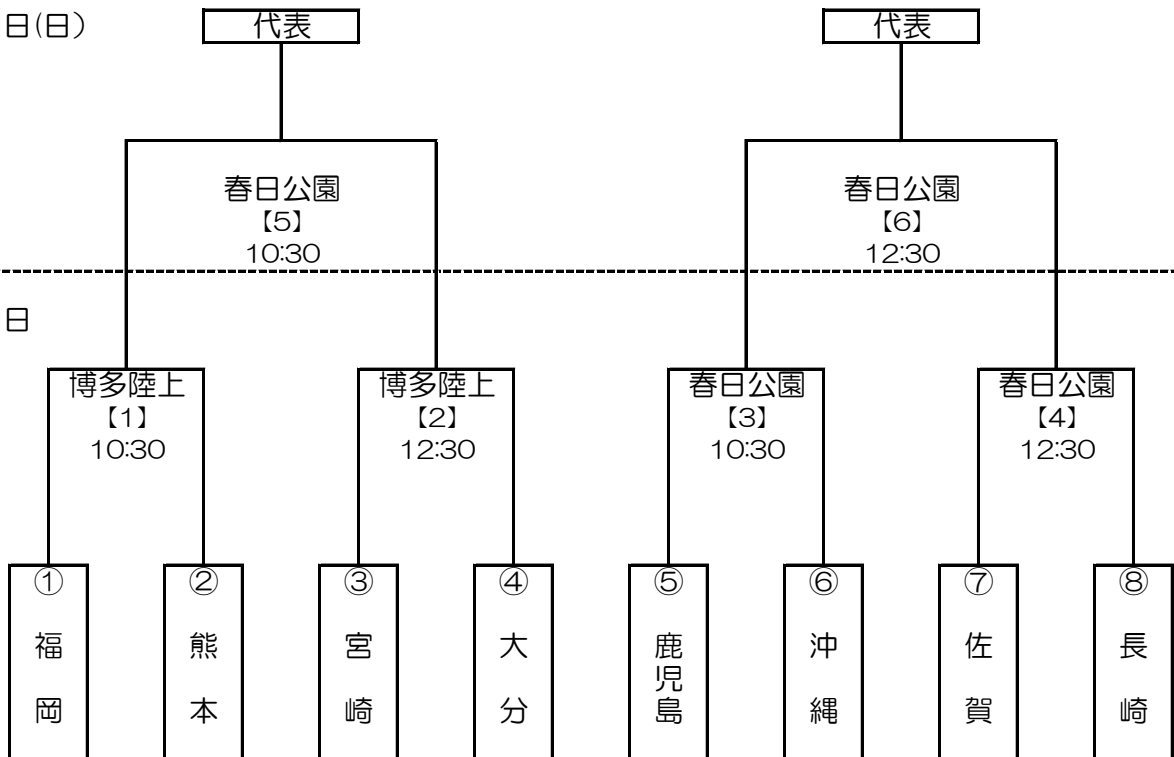 日(日)
代表
代表
春日公園
【5】
10:30
春日公園
【6】
12:30
日
博多陸上
【1】
10:30
博多陸上
【2】
12:30
春日公園
【3】
10:30
春日公園
【4】
12:30
①
福岡
②
熊本
③
宮崎
④
大分
⑤
鹿児島
⑥
沖縄
⑦
佐賀
⑧
長崎